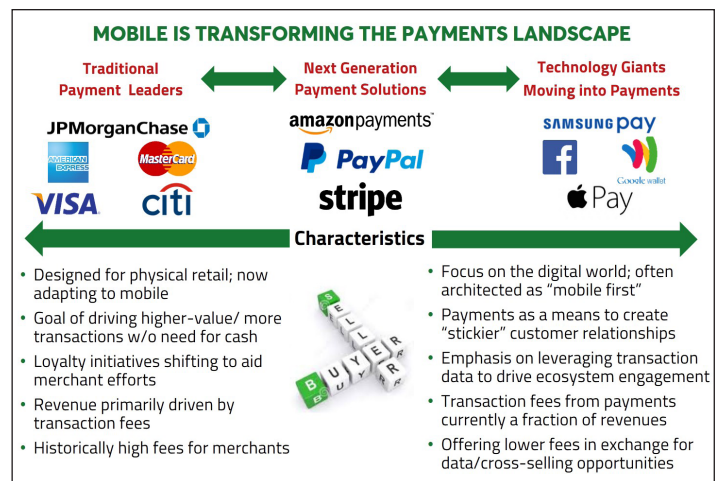 MOBILE IS TRANSFORMING THE PAYMENTS LANDSCAPE
Traditional
Payment Leaders
Next Generation
Payment Solutions
Technology Giants
Moving into Payments
JPMorganChase
AMERICAN
EXPRESS
MasterCard
VISA
citi
amazonpayments
PayPal
stripe
SAMSUNG pay
f
Google wallet
Pay
Characteristics
• Designed for physical retail; now
adapting to mobile
• Goal of driving higher-value/ more
transactions w/o need for cash
• Loyalty initiatives shifting to aid
merchant efforts
• Revenue primarily driven by
transaction fees
• Historically high fees for merchants
SELLER
BUYER
• Focus on the digital world; often
architected as “mobile first”
• Payments as a means to create
“stickier” customer relationships
• Emphasis on leveraging transaction
data to drive ecosystem engagement
• Transaction fees from payments
currently a fraction of revenues
• Offering lower fees in exchange for
data/cross-selling opportunities